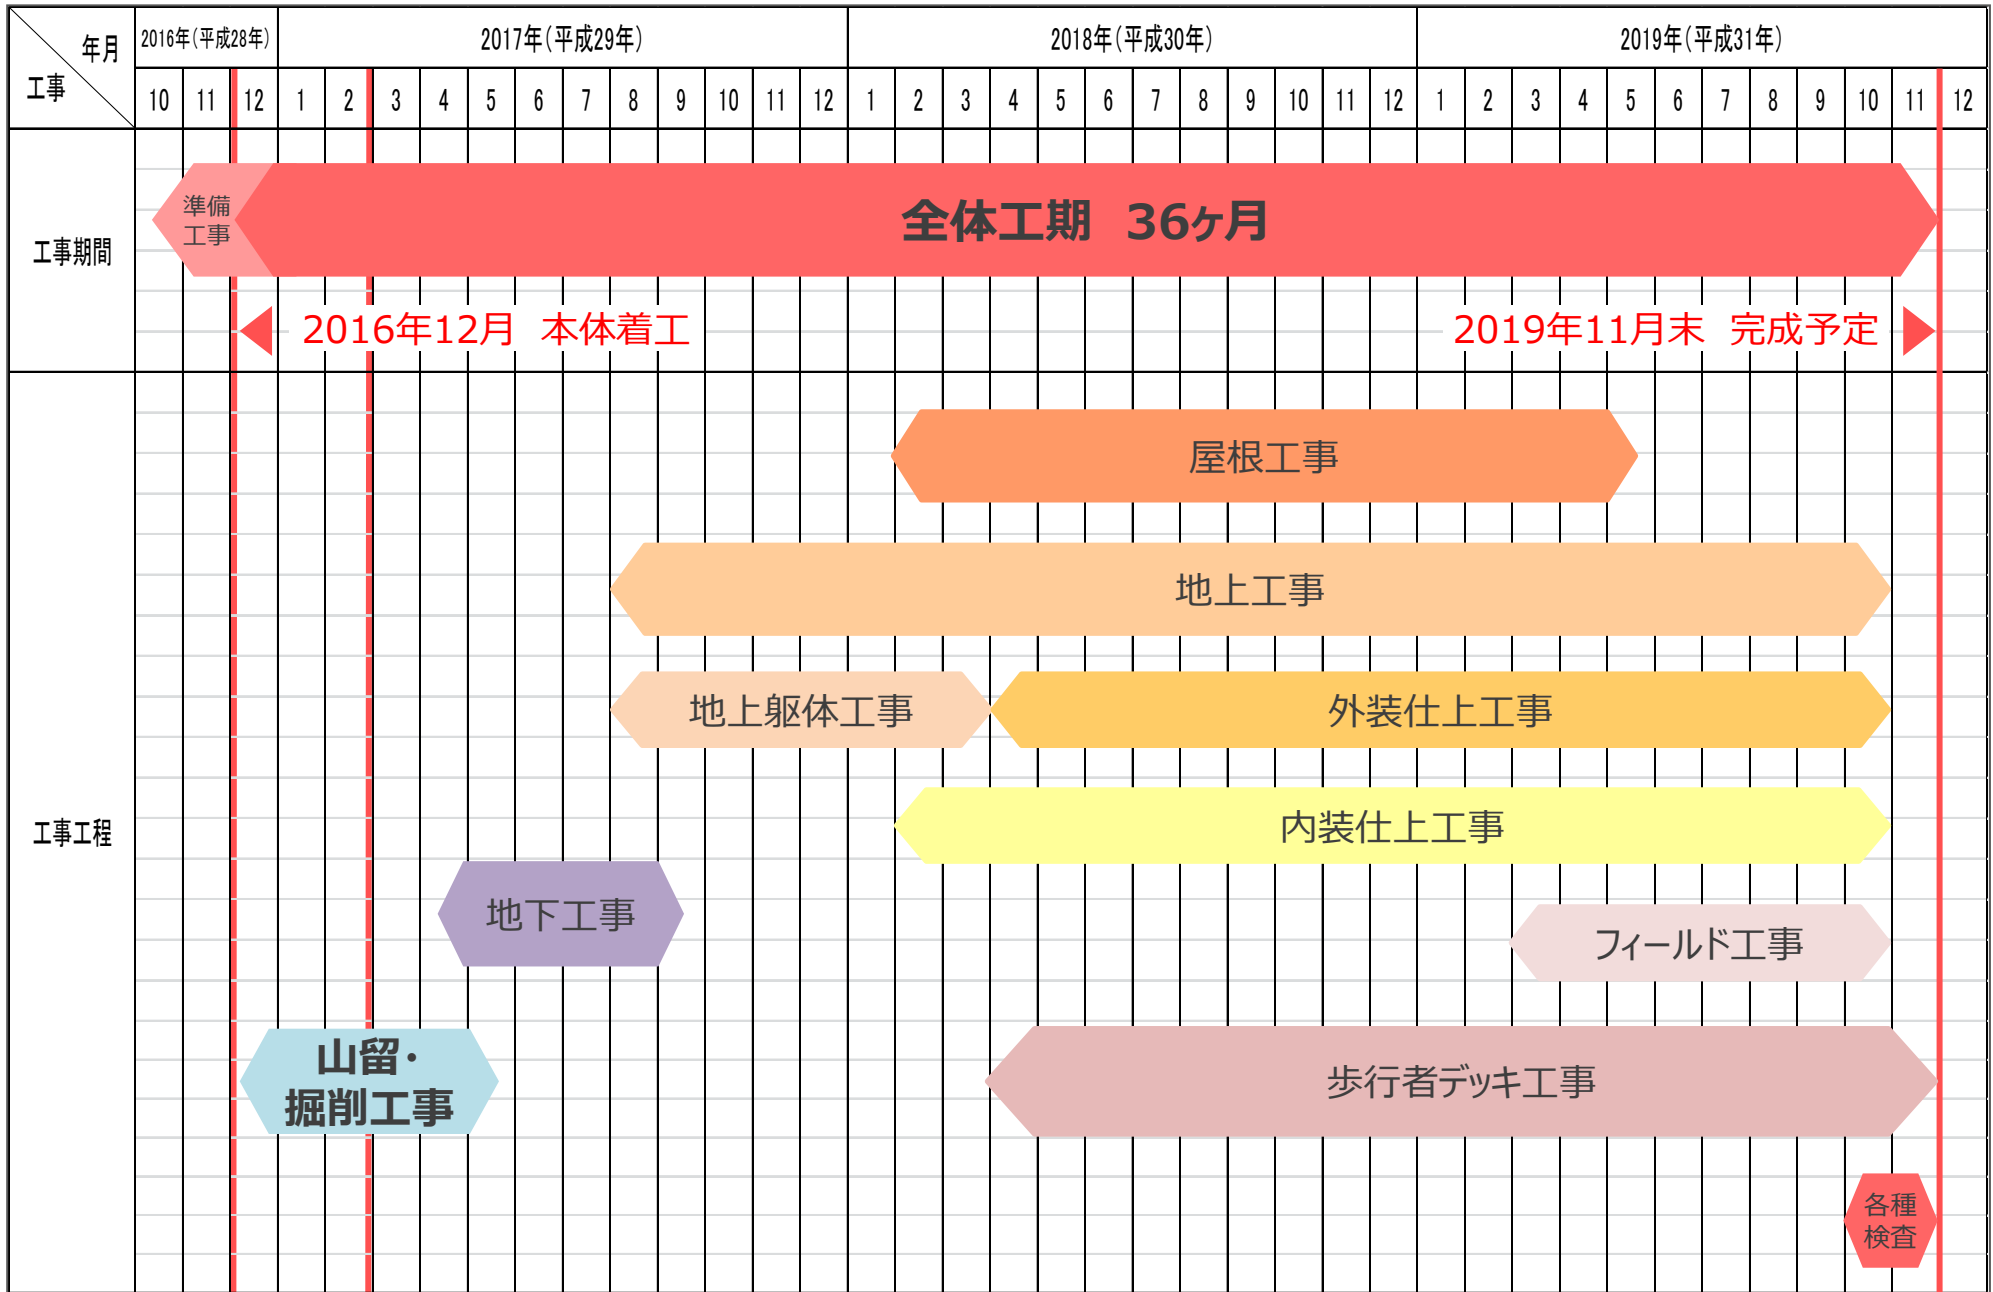 年月
工事
2016年(平成28年)
2017年(平成29年)
2018年(平成30年)
2019年(平成31年)
10 11 12 1 2 3 4 5 6 7 8 9 10 11 12 1 2 3 4 5 6 7 8 9 10 11 12 1 2 3 4 5 6 7 8 9 10 11 12
工事期間
準備
工事
全体工期 36ヶ月
2016年12月 本体着工
2019年11月末 完成予定
工事工程
屋根工事
地上工事
地上躯体工事
外装仕上工事
内装仕上工事
地下工事
フィールド工事
山留・
掘削工事
歩行者デッキ工事
各種
検査